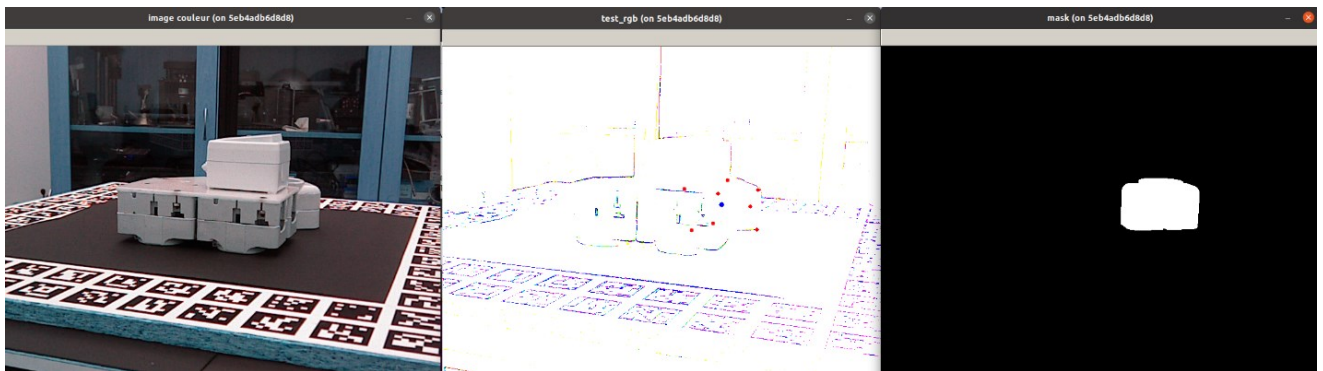 image couleur (on 5eb4adb6d8d8)
test_rgb (on 5eb4adb6d8d8)
mask (on 5eb4adb6d8d8)